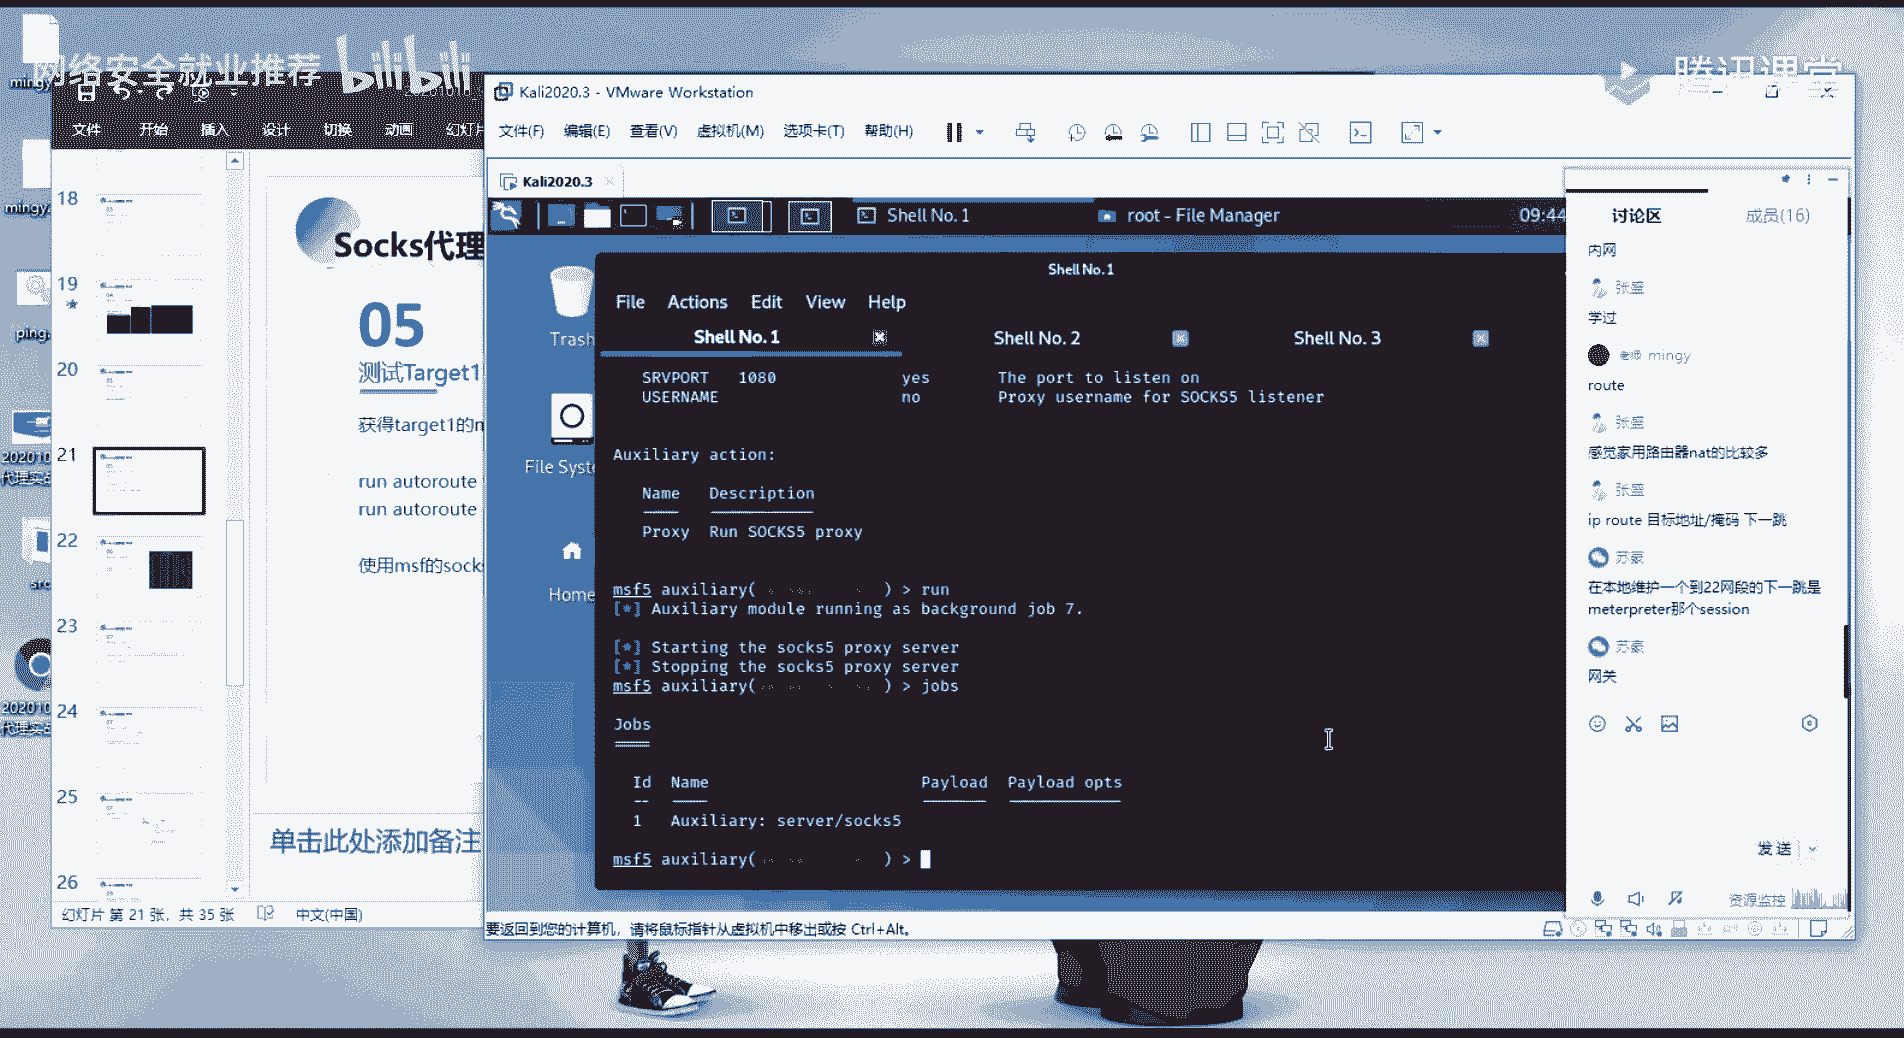 网络安全就业推荐 bilibili
腾讯课堂
mingy
mingy
ping.
202010
src
202010
文件 开始 插入 设计 切换 动画 幻灯片
18
19
20
21
22
23
24
25
26
Socks代理
05
测试Target1
获得target1的m
run autoroute
run autoroute
使用msf的sock
单击此处添加备注
幻灯片 第 21 张，共 35 张 中文(中国)
Kali2020.3 - VMware Workstation
文件(F) 编辑(E) 查看(V) 虚拟机(M) 选项卡(T) 帮助(H)
Kali2020.3
Shell No. 1
root - File Manager
09:44
Trash
File Syste
Home
Shell No.1
File Actions Edit View Help
Shell No. 1 Shell No. 2 Shell No. 3
SRVPORT 1080 yes The port to listen on
USERNAME no Proxy username for SOCKS5 listener
Auxiliary action:
Name Description
Proxy Run SOCKS5 proxy
msf5 auxiliary( ) > run
[*] Auxiliary module running as background job 7.
[*] Starting the socks5 proxy server
[*] Stopping the socks5 proxy server
msf5 auxiliary( ) > jobs
Jobs
====
Id Name Payload Payload opts
-- ---- ------- ------------
1 Auxiliary: server/socks5
msf5 auxiliary( ) >
要返回到您的计算机，请将鼠标指针从虚拟机中移出或按 Ctrl+Alt。
讨论区 成员(16)
内网
张盛
学过
老师 mingy
route
张盛
感觉家用路由器nat的比较多
张盛
ip route 目标地址/掩码 下一跳
苏豪
在本地维护一个到22网段的下一跳是
meterpreter那个session
苏豪
网关
发送
资源监控